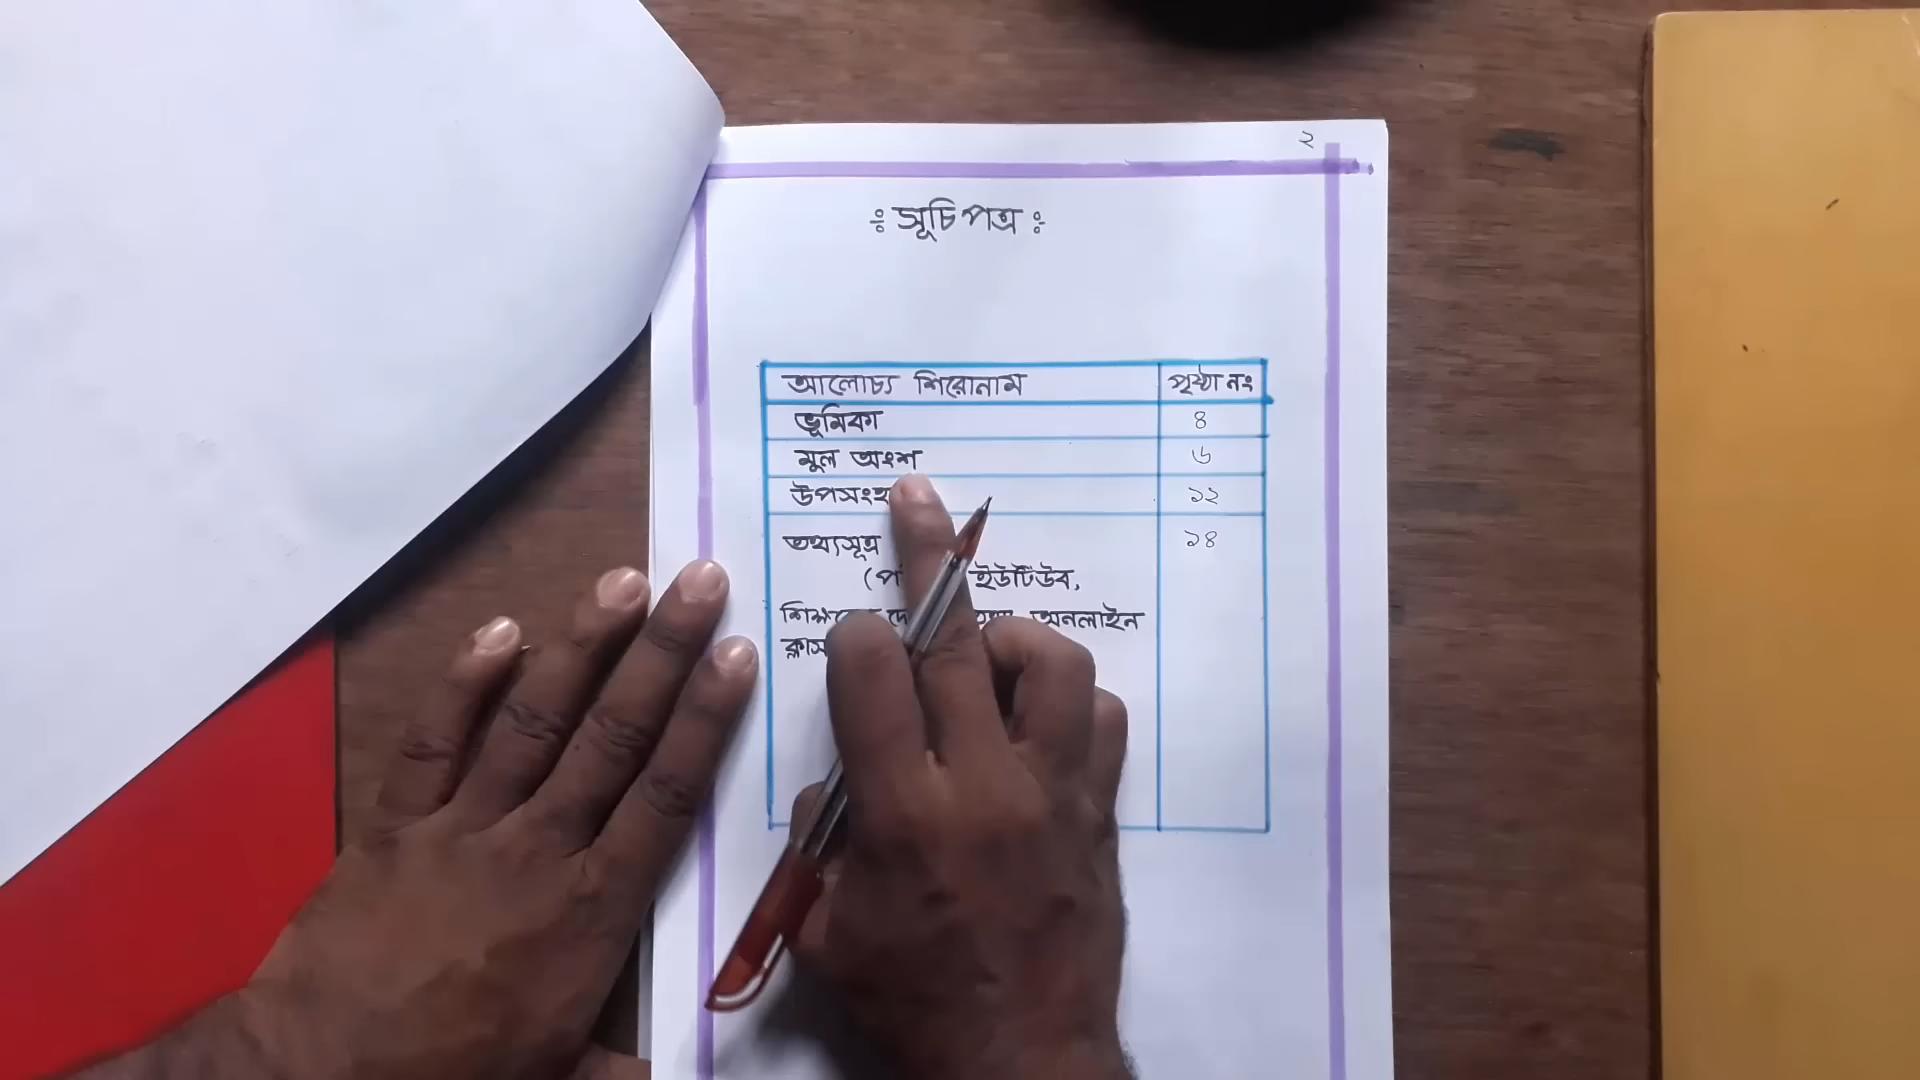 ২
ঃ সূচিপত্র ঃ
আলোচ্য শিরোনাম পৃষ্ঠা নং
ভূমিকা ৪
মূল অংশ ৬
১২
তথ্যসূত্র ১৪
ইউটিউব,
অনলাইন